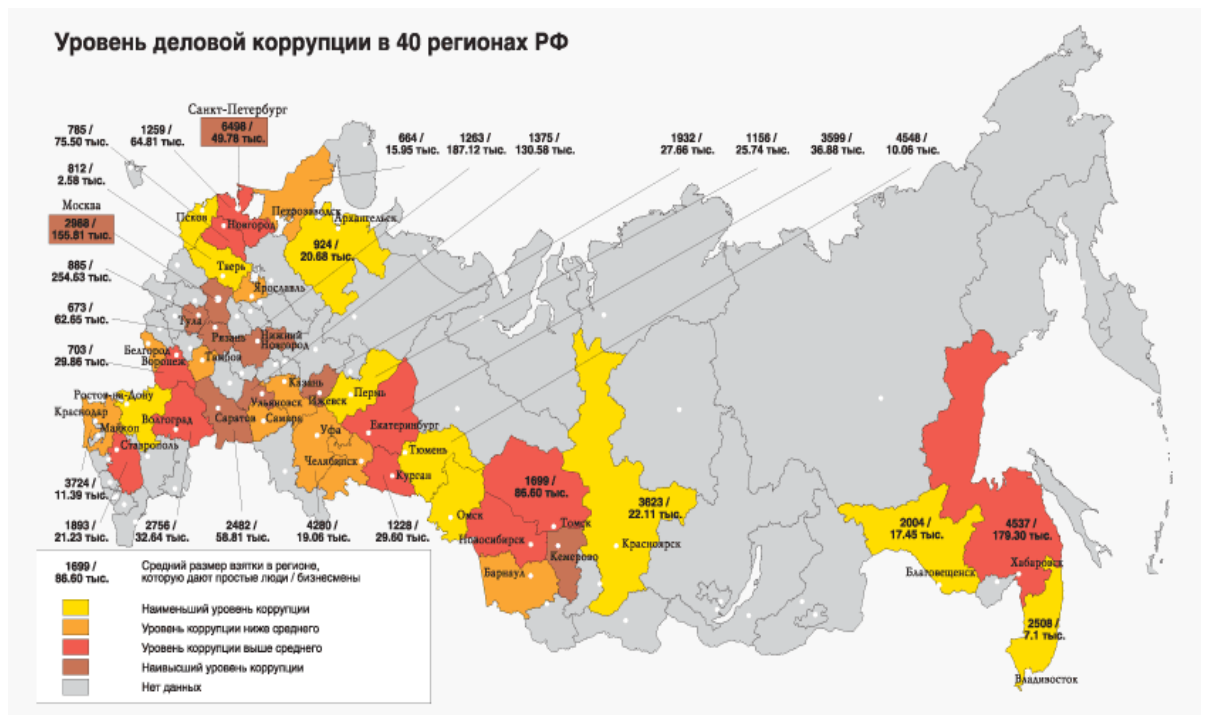 Уровень деловой коррупции в 40 регионах РФ
Санкт-Петербург
6498 /
49.78 тыс.
785 /
75.50 тыс.
1259 /
64.81 тыс.
664 /
15.95 тыс.
1263 /
187.12 тыс.
1375 /
130.58 тыс.
1932 /
27.66 тыс.
1156 /
25.74 тыс.
3599 /
36.88 тыс.
4548 /
10.06 тыс.
812 /
2.58 тыс.
Москва
2988 /
155.81 тыс.
885 /
254.63 тыс.
673 /
62.65 тыс.
703 /
29.86 тыс.
Псков
Новгород
Петрозаводск
Архангельск
924 /
20.68 тыс.
Тверь
Ярославль
Тула
Рязань
Нижний
Новгород
Белгород
Воронеж
Тамбов
Казань
Ростов-на-Дону
Ульяновск
Ижевск
Пермь
Краснодар
Майкоп
Волгоград
Саратов
Самара
Екатеринбург
Ставрополь
Уфа
Челябинск
Тюмень
Курган
3724 /
11.39 тыс.
1893 /
21.23 тыс.
2756 /
32.64 тыс.
2482 /
58.81 тыс.
4280 /
19.06 тыс.
1228 /
29.60 тыс.
Омск
1699 /
86.60 тыс.
Томск
Новосибирск
Кемерово
Барнаул
3623 /
22.11 тыс.
Красноярск
2004 /
17.45 тыс.
Благовещенск
4537 /
179.30 тыс.
Хабаровск
2508 /
7.1 тыс.
Владивосток
1699 /
86.60 тыс.
Средний размер взятки в регионе,
которую дают простые люди / бизнесмены
Наименьший уровень коррупции
Уровень коррупции ниже среднего
Уровень коррупции выше среднего
Наивысший уровень коррупции
Нет данных